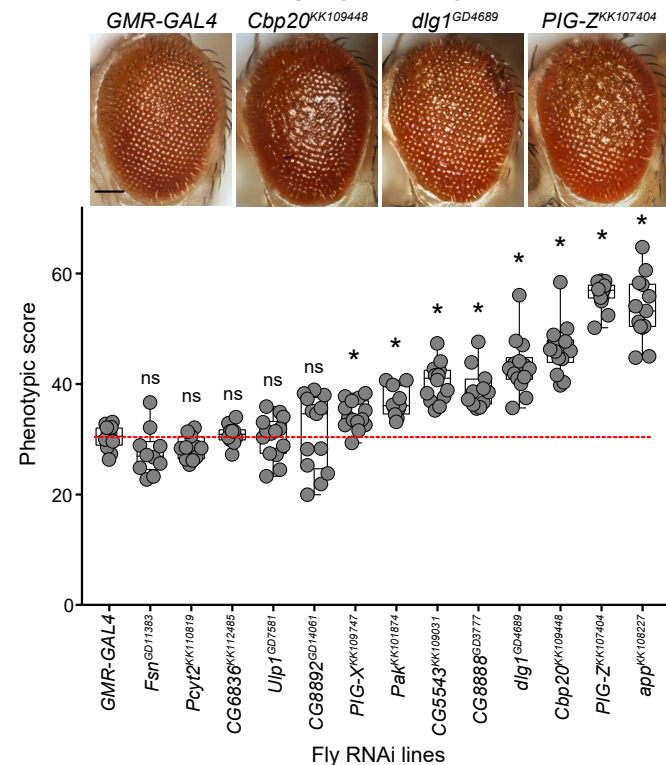 GMR-GAL4 Cbp20KK109448 dlg1GD4689 PIG-ZKK107404
Phenotypic score
60
40
20
0
ns
ns
ns
ns
ns
*
*
*
*
*
*
*
*
GMR-GAL4
FsnGD11383
Pcyt2KK110819
CG6836KK112485
Ulp1GD7581
CG8892GD14061
PIG-XKK109747
PakKK101874
CG5543KK109031
CG8888GD3777
dlg1GD4689
Cbp20KK109448
PIG-ZKK107404
appKK108227
Fly RNAi lines